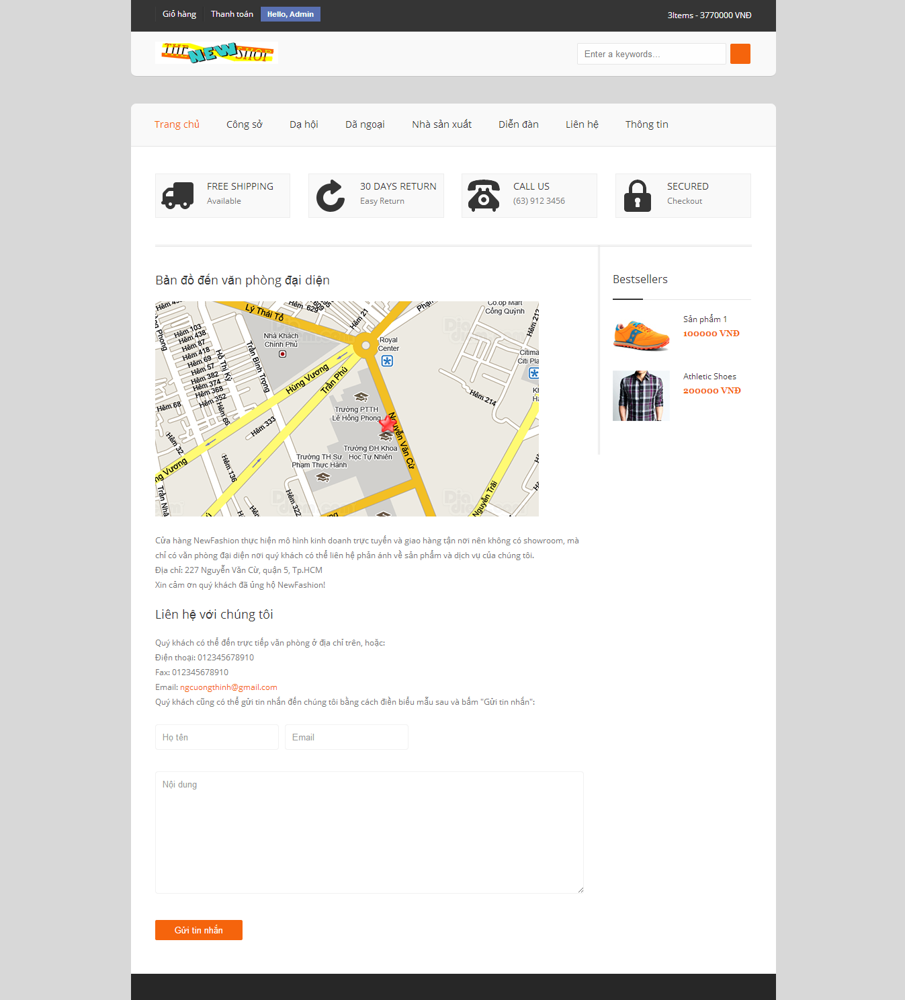 Giỏ hàng
Thanh toán
Hello, Admin
3Items - 3770000 VNĐ
THE NEW SHOP
Enter a keywords...
Trang chủ
Công sở
Dạ hội
Dã ngoại
Nhà sản xuất
Diễn đàn
Liên hệ
Thông tin
FREE SHIPPING
Available
30 DAYS RETURN
Easy Return
CALL US
(63) 912 3456
SECURED
Checkout
Bản đồ đến văn phòng đại diện
Lý Thái Tổ
Hẻm 629
Hẻm 21
Co.op Mart
Cống Quỳnh
Hẻm 212
Hẻm 103
Hẻm 438
Hẻm 87
Hẻm 418
Hẻm 69
Hẻm 57
Hẻm 382
Hẻm 374
Hẻm 368
Hẻm 352
Hẻm 68
Hẻm 66
Hồ Thị Kỷ
Trần Bình Trọng
Nhà Khách
Chính Phủ
Royal
Center
Hùng Vương
Trần Phú
Hẻm 214
Hẻm 333
Trường PTTH
Lê Hồng Phong
Nguyễn Văn Cừ
Trường ĐH Khoa
Học Tự Nhiên
Trường TH Sư
Phạm Thực Hành
Hẻm 32
Hẻm 136
Hẻm 322
Nguyễn Trãi
Cửa hàng NewFashion thực hiện mô hình kinh doanh trực tuyến và giao hàng tận nơi nên không có showroom, mà
chỉ có văn phòng đại diện nơi quý khách có thể liên hệ phản ánh về sản phẩm và dịch vụ của chúng tôi.
Địa chỉ: 227 Nguyễn Văn Cừ, quận 5, Tp.HCM
Xin cảm ơn quý khách đã ủng hộ NewFashion!
Liên hệ với chúng tôi
Quý khách có thể đến trực tiếp văn phòng ở địa chỉ trên, hoặc:
Điện thoại: 012345678910
Fax: 012345678910
Email: ngcuongthinh@gmail.com
Quý khách cũng có thể gửi tin nhắn đến chúng tôi bằng cách điền biểu mẫu sau và bấm "Gửi tin nhắn":
Họ tên
Email
Nội dung
Gửi tin nhắn
Bestsellers
Sản phẩm 1
100000 VNĐ
Athletic Shoes
200000 VNĐ